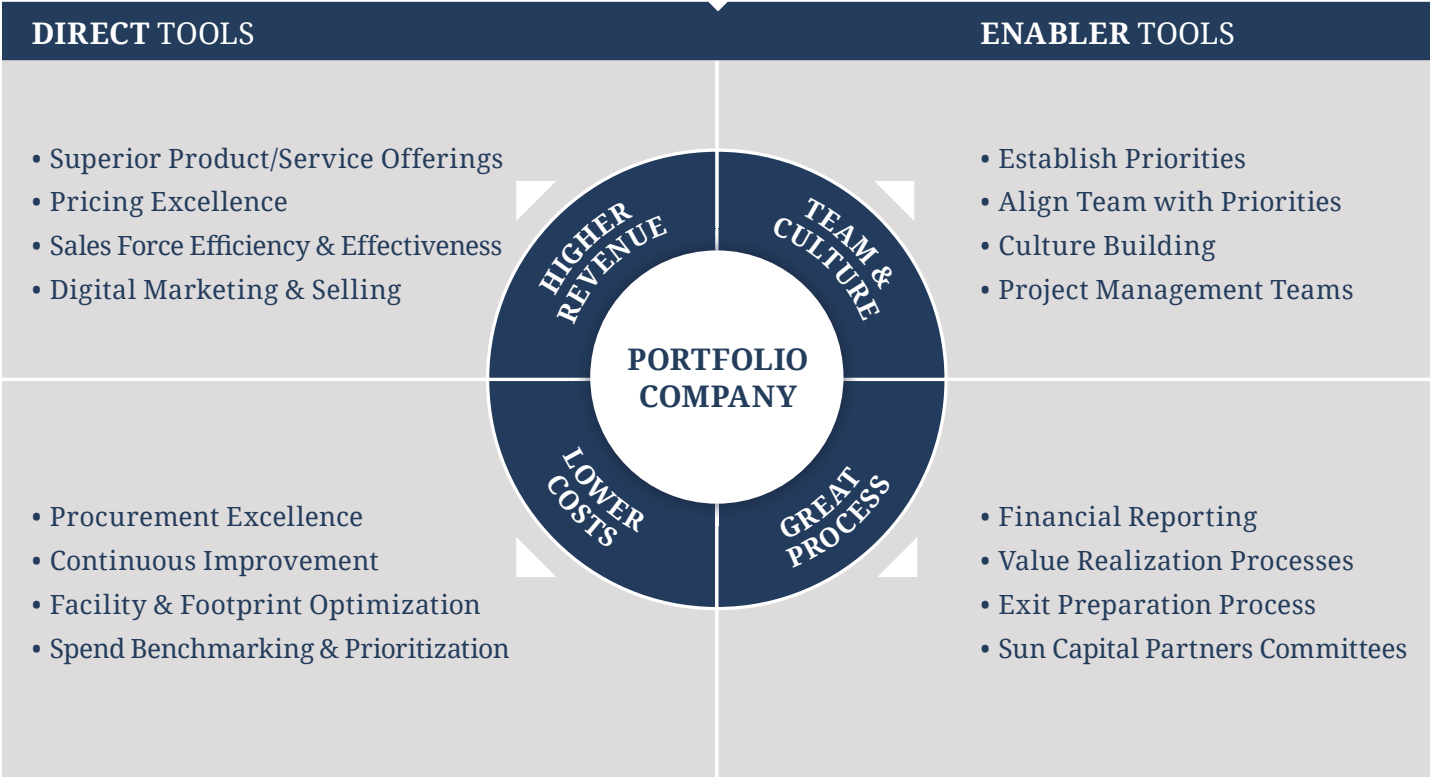 DIRECT TOOLS
ENABLER TOOLS
• Superior Product/Service Offerings
• Pricing Excellence
• Sales Force Efficiency & Effectiveness
• Digital Marketing & Selling
HIGHER
REVENUE
TEAM &
CULTURE
• Establish Priorities
• Align Team with Priorities
• Culture Building
• Project Management Teams
PORTFOLIO
COMPANY
• Procurement Excellence
• Continuous Improvement
• Facility & Footprint Optimization
• Spend Benchmarking & Prioritization
LOWER
COSTS
GREAT
PROCESS
• Financial Reporting
• Value Realization Processes
• Exit Preparation Process
• Sun Capital Partners Committees